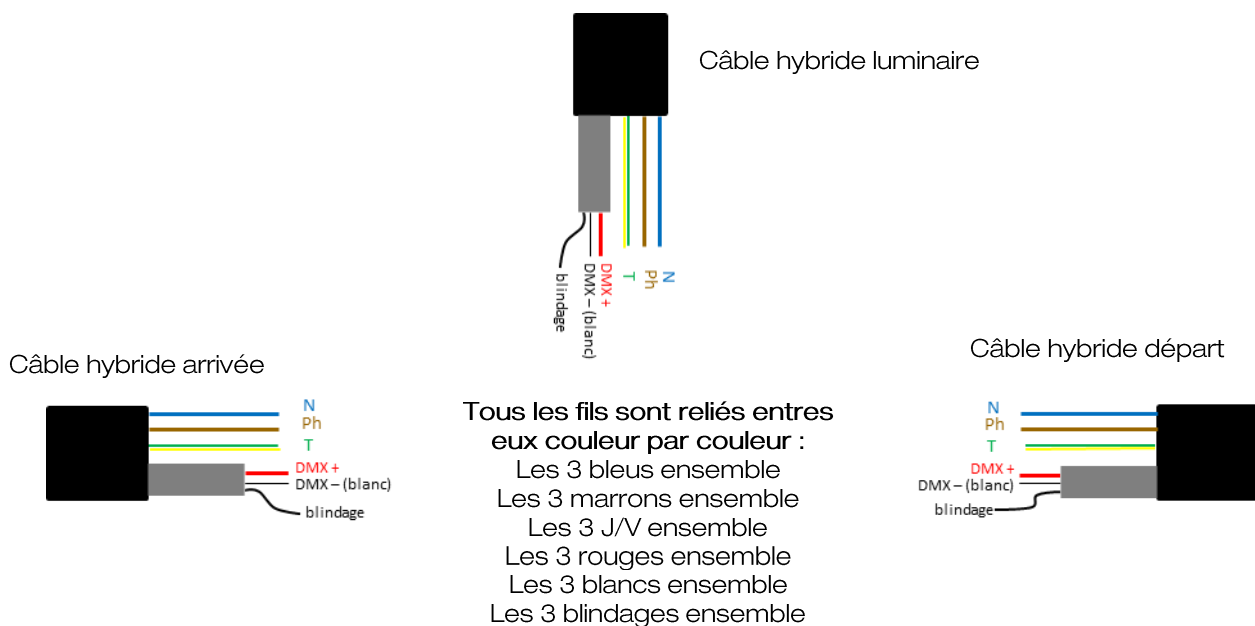 Câble hybride luminaire
blindage
DMX – (blanc)
DMX +
T
Ph
N
Câble hybride arrivée
N
Ph
T
DMX +
DMX – (blanc)
blindage
Tous les fils sont reliés entres
eux couleur par couleur :
Les 3 bleus ensemble
Les 3 marrons ensemble
Les 3 J/V ensemble
Les 3 rouges ensemble
Les 3 blancs ensemble
Les 3 blindages ensemble
Câble hybride départ
N
Ph
T
DMX +
DMX – (blanc)
blindage